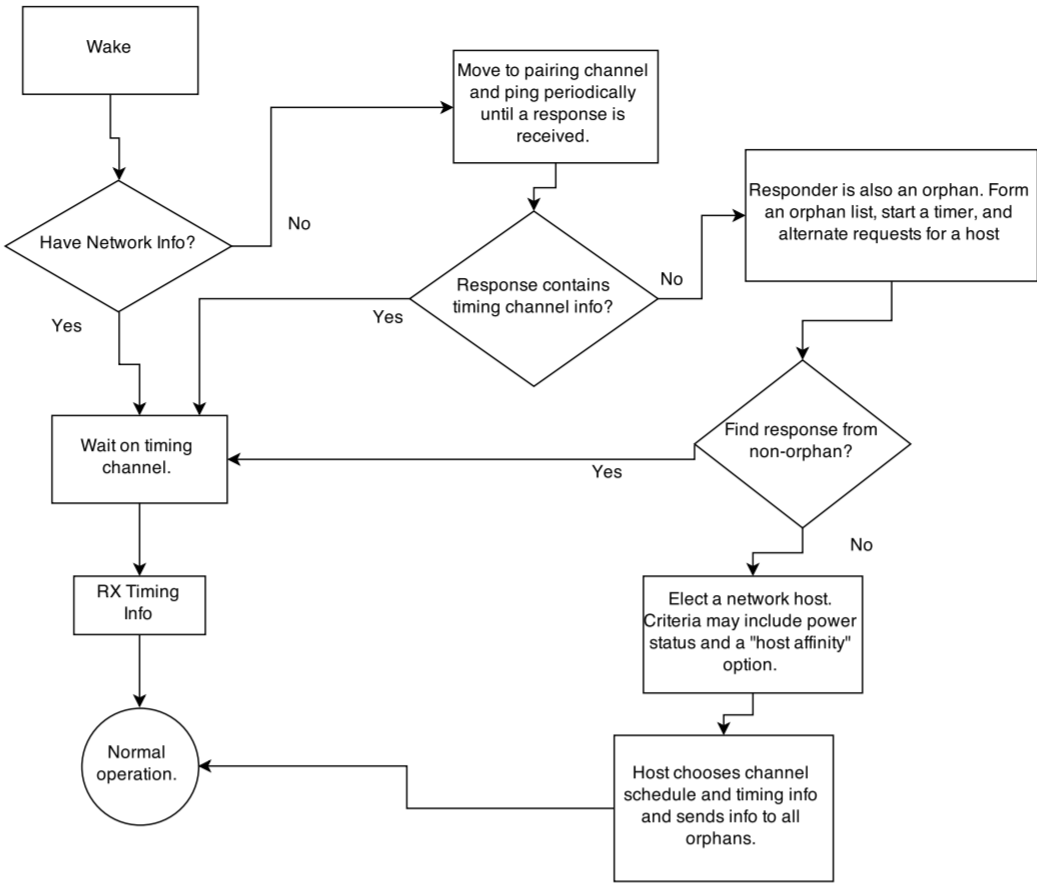 Wake
Move to pairing channel
and ping periodically
until a response is
received.
Have Network Info?
No
Yes
Response contains
timing channel info?
Yes
No
Responder is also an orphan. Form
an orphan list, start a timer, and
alternate requests for a host
Find response from
non-orphan?
Yes
No
Wait on timing
channel.
RX Timing
Info
Normal
operation.
Elect a network host.
Criteria may include power
status and a "host affinity"
option.
Host chooses channel
schedule and timing info
and sends info to all
orphans.